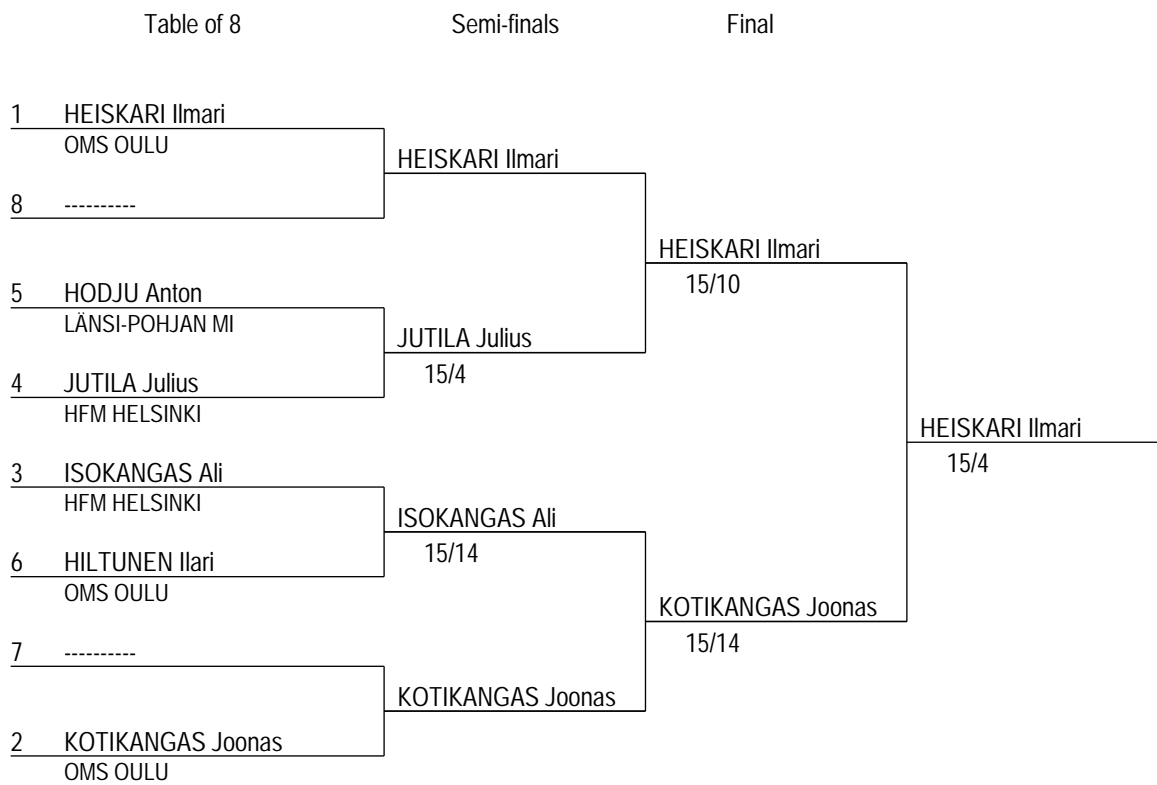 Table of 8 Semi-finals Final
1 HEISKARI Ilmari
OMS OULU
HEISKARI Ilmari
8 ----------
HEISKARI Ilmari
15/10
5 HODJU Anton
LÄNSI-POHJAN MI
JUTILA Julius
15/4
4 JUTILA Julius
HFM HELSINKI
HEISKARI Ilmari
15/4
3 ISOKANGAS Ali
HFM HELSINKI
ISOKANGAS Ali
15/14
6 HILTUNEN Ilari
OMS OULU
KOTIKANGAS Joonas
15/14
7 ----------
KOTIKANGAS Joonas
2 KOTIKANGAS Joonas
OMS OULU